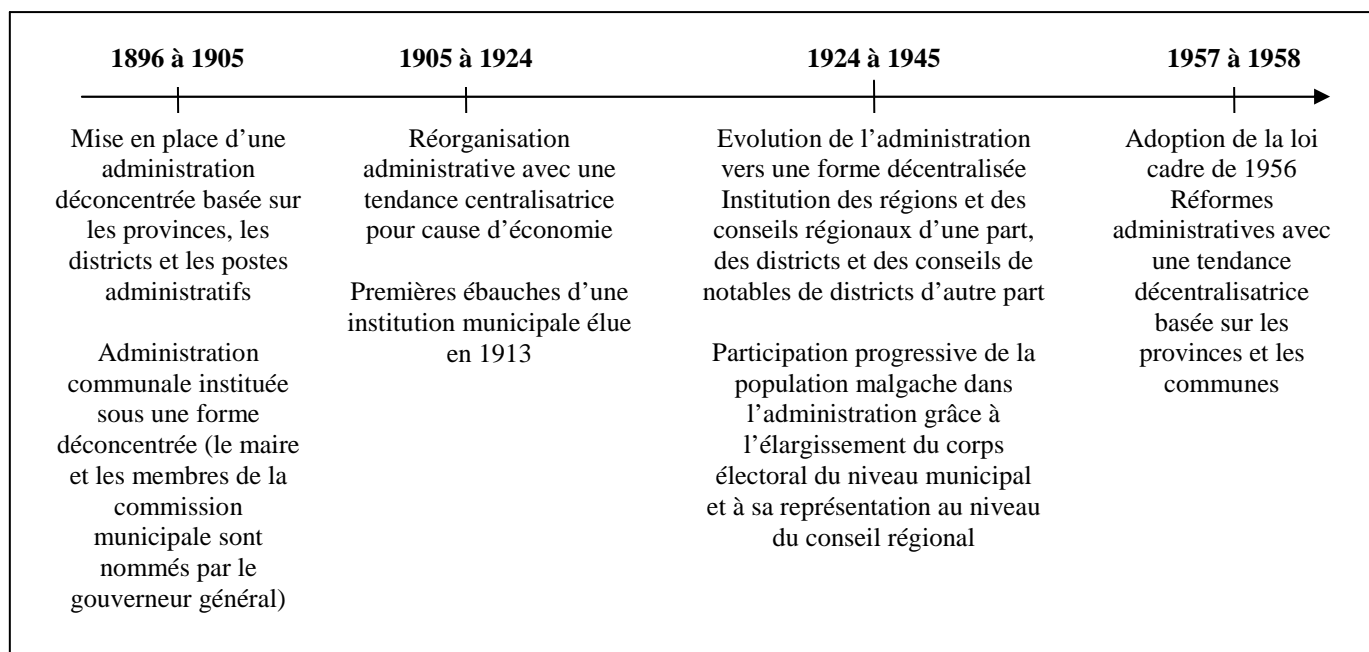 1896 à 1905
Mise en place d’une
administration
déconcentrée basée sur
les provinces, les
districts et les postes
administratifs
Administration
communale instituée
sous une forme
déconcentrée (le maire
et les membres de la
commission
municipale sont
nommés par le
gouverneur général)
1905 à 1924
Réorganisation
administrative avec une
tendance centralisatrice
pour cause d’économie
Premières ébauches d’une
institution municipale élue
en 1913
1924 à 1945
Evolution de l’administration
vers une forme décentralisée
Institution des régions et des
conseils régionaux d’une part,
des districts et des conseils de
notables de districts d’autre part
Participation progressive de la
population malgache dans
l’administration grâce à
l’élargissement du corps
électoral du niveau municipal
et à sa représentation au niveau
du conseil régional
1957 à 1958
Adoption de la loi
cadre de 1956
Réformes
administratives avec
une tendance
décentralisatrice
basée sur les
provinces et les
communes